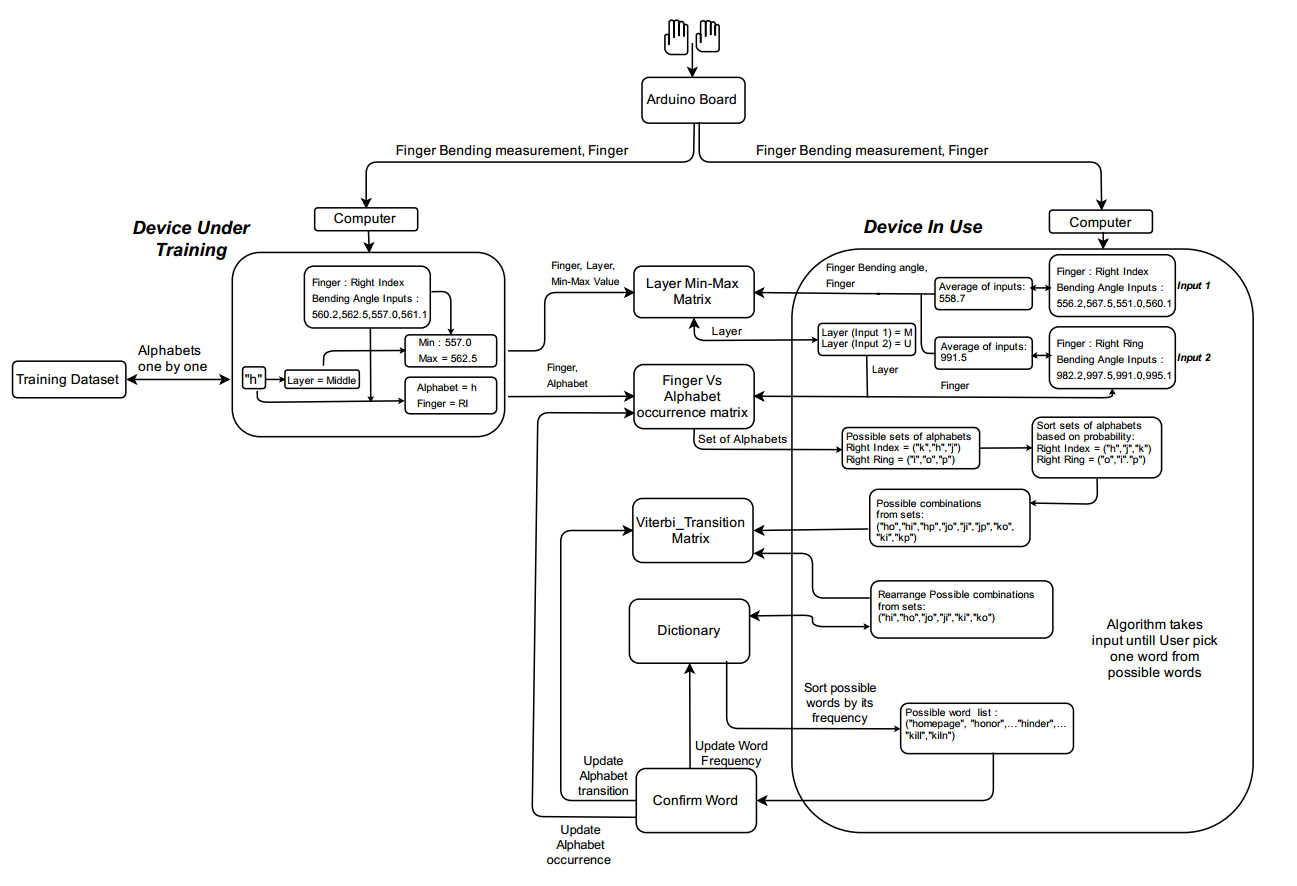 Arduino Board
Finger Bending measurement, Finger
Finger Bending measurement, Finger
Computer
Computer
Device Under
Training
Device In Use
Training Dataset
Alphabets
one by one
"h"
Layer = Middle
Finger : Right Index
Bending Angle Inputs :
560.2,562.5,557.0,561.1
Min : 557.0
Max = 562.5
Alphabet = h
Finger = RI
Finger, Layer,
Min-Max Value
Finger,
Alphabet
Layer Min-Max
Matrix
Layer
Finger Vs
Alphabet
occurrence matrix
Set of Alphabets
Finger Bending angle,
Finger
Average of inputs:
558.7
Finger : Right Index
Bending Angle Inputs :
556.2,567.5,551.0,560.1
Input 1
Layer (Input 1) = M
Layer (Input 2) = U
Layer
Average of inputs:
991.5
Finger : Right Ring
Bending Angle Inputs :
982.2,997.5,991.0,995.1
Input 2
Finger
Possible sets of alphabets
Right Index = ("k","h","j")
Right Ring = ("i","o","p")
Sort sets of alphabets
based on probability:
Right Index = ("h","j","k")
Right Ring = ("o","i"."p")
Possible combinations
from sets:
("ho","hi","hp","jo","ji","jp","ko",
"ki","kp")
Viterbi_Transition
Matrix
Rearrange Possible combinations
from sets:
("hi","ho","jo","ji","ki","ko")
Dictionary
Algorithm takes
input untill User pick
one word from
possible words
Sort possible
words by its
frequency
Possible word list :
("homepage", "honor",..."hinder",...
"kill","kiln")
Update Word
Frequency
Update
Alphabet
transition
Confirm Word
Update
Alphabet
occurrence